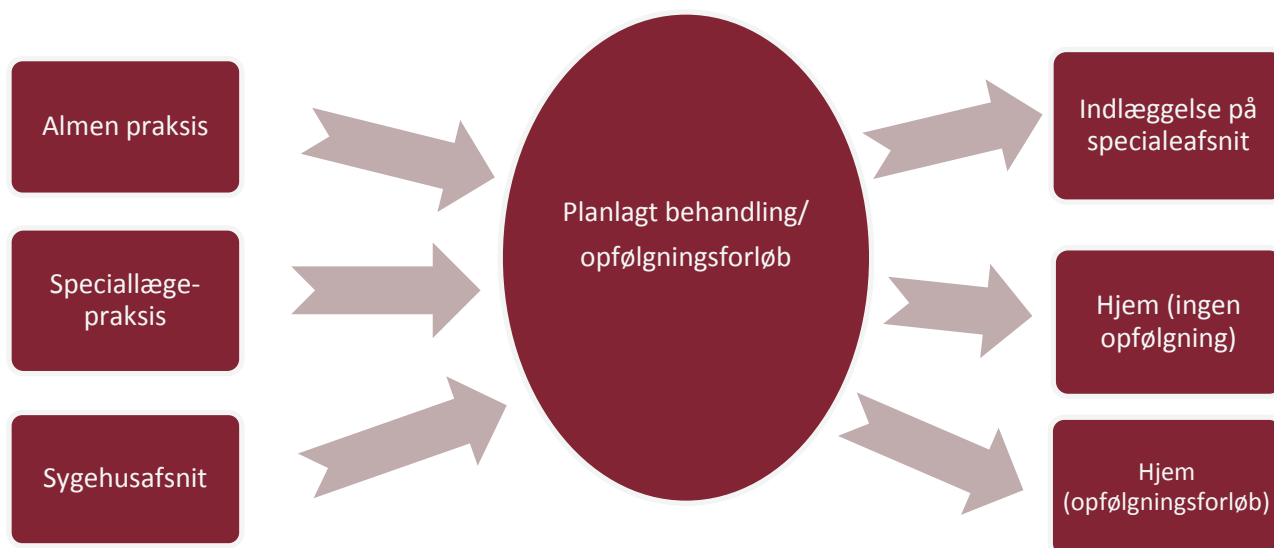 Almen praksis
Speciallæge-
praksis
Sygehusafsnit
Planlagt behandling/
opfølgningsforløb
Indlæggelse på
specialeafsnit
Hjem (ingen
opfølgning)
Hjem
(opfølgningsforløb)